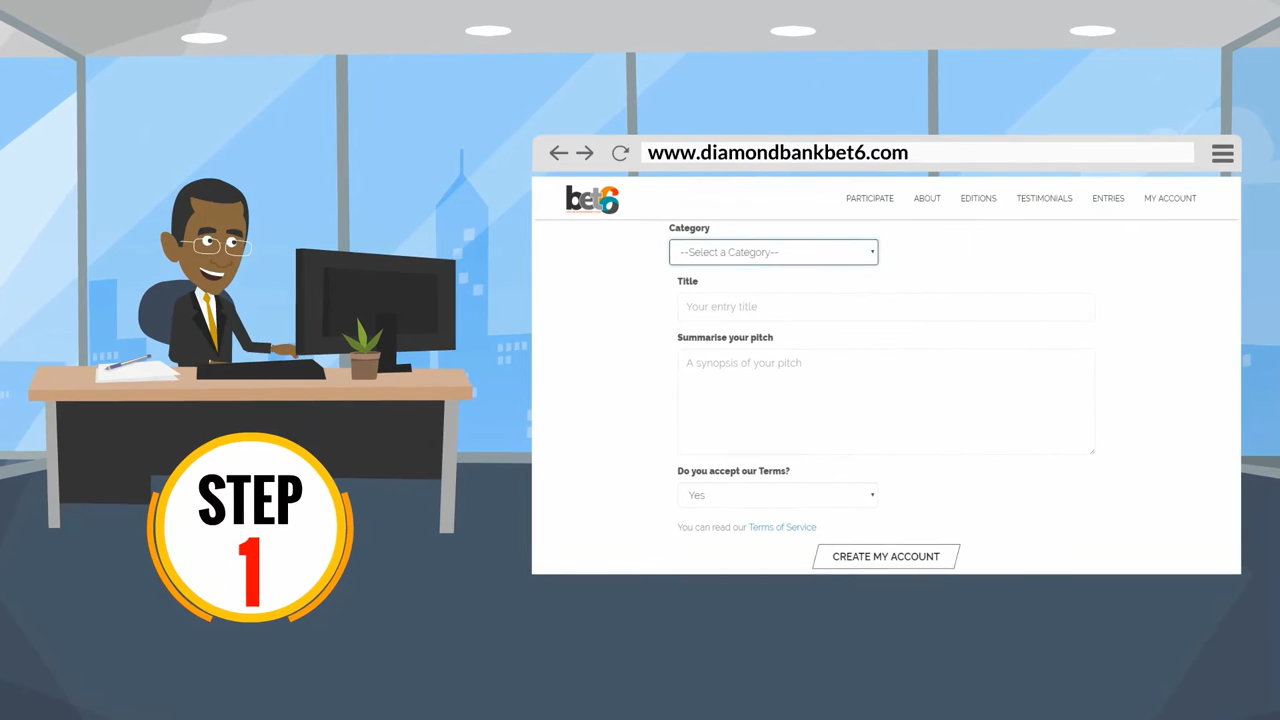 www.diamondbankbet6.com
bet6
PARTICIPATE ABOUT EDITIONS TESTIMONIALS ENTRIES MY ACCOUNT
Category
--Select a Category--
Title
Your entry title
Summarise your pitch
A synopsis of your pitch
Do you accept our Terms?
Yes
You can read our Terms of Service
CREATE MY ACCOUNT
STEP
1